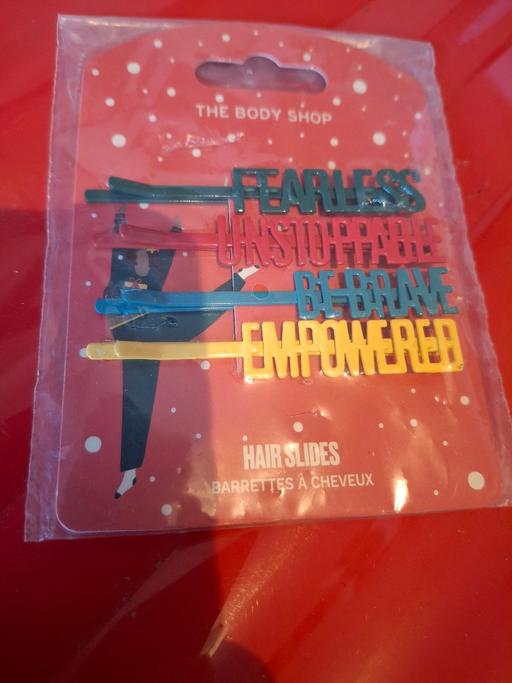 THE BODY SHOP
FEARLESS
UNSTOPPABLE
BE BRAVE
EMPOWERED
HAIR SLIDES
BARRETTES À CHEVEUX